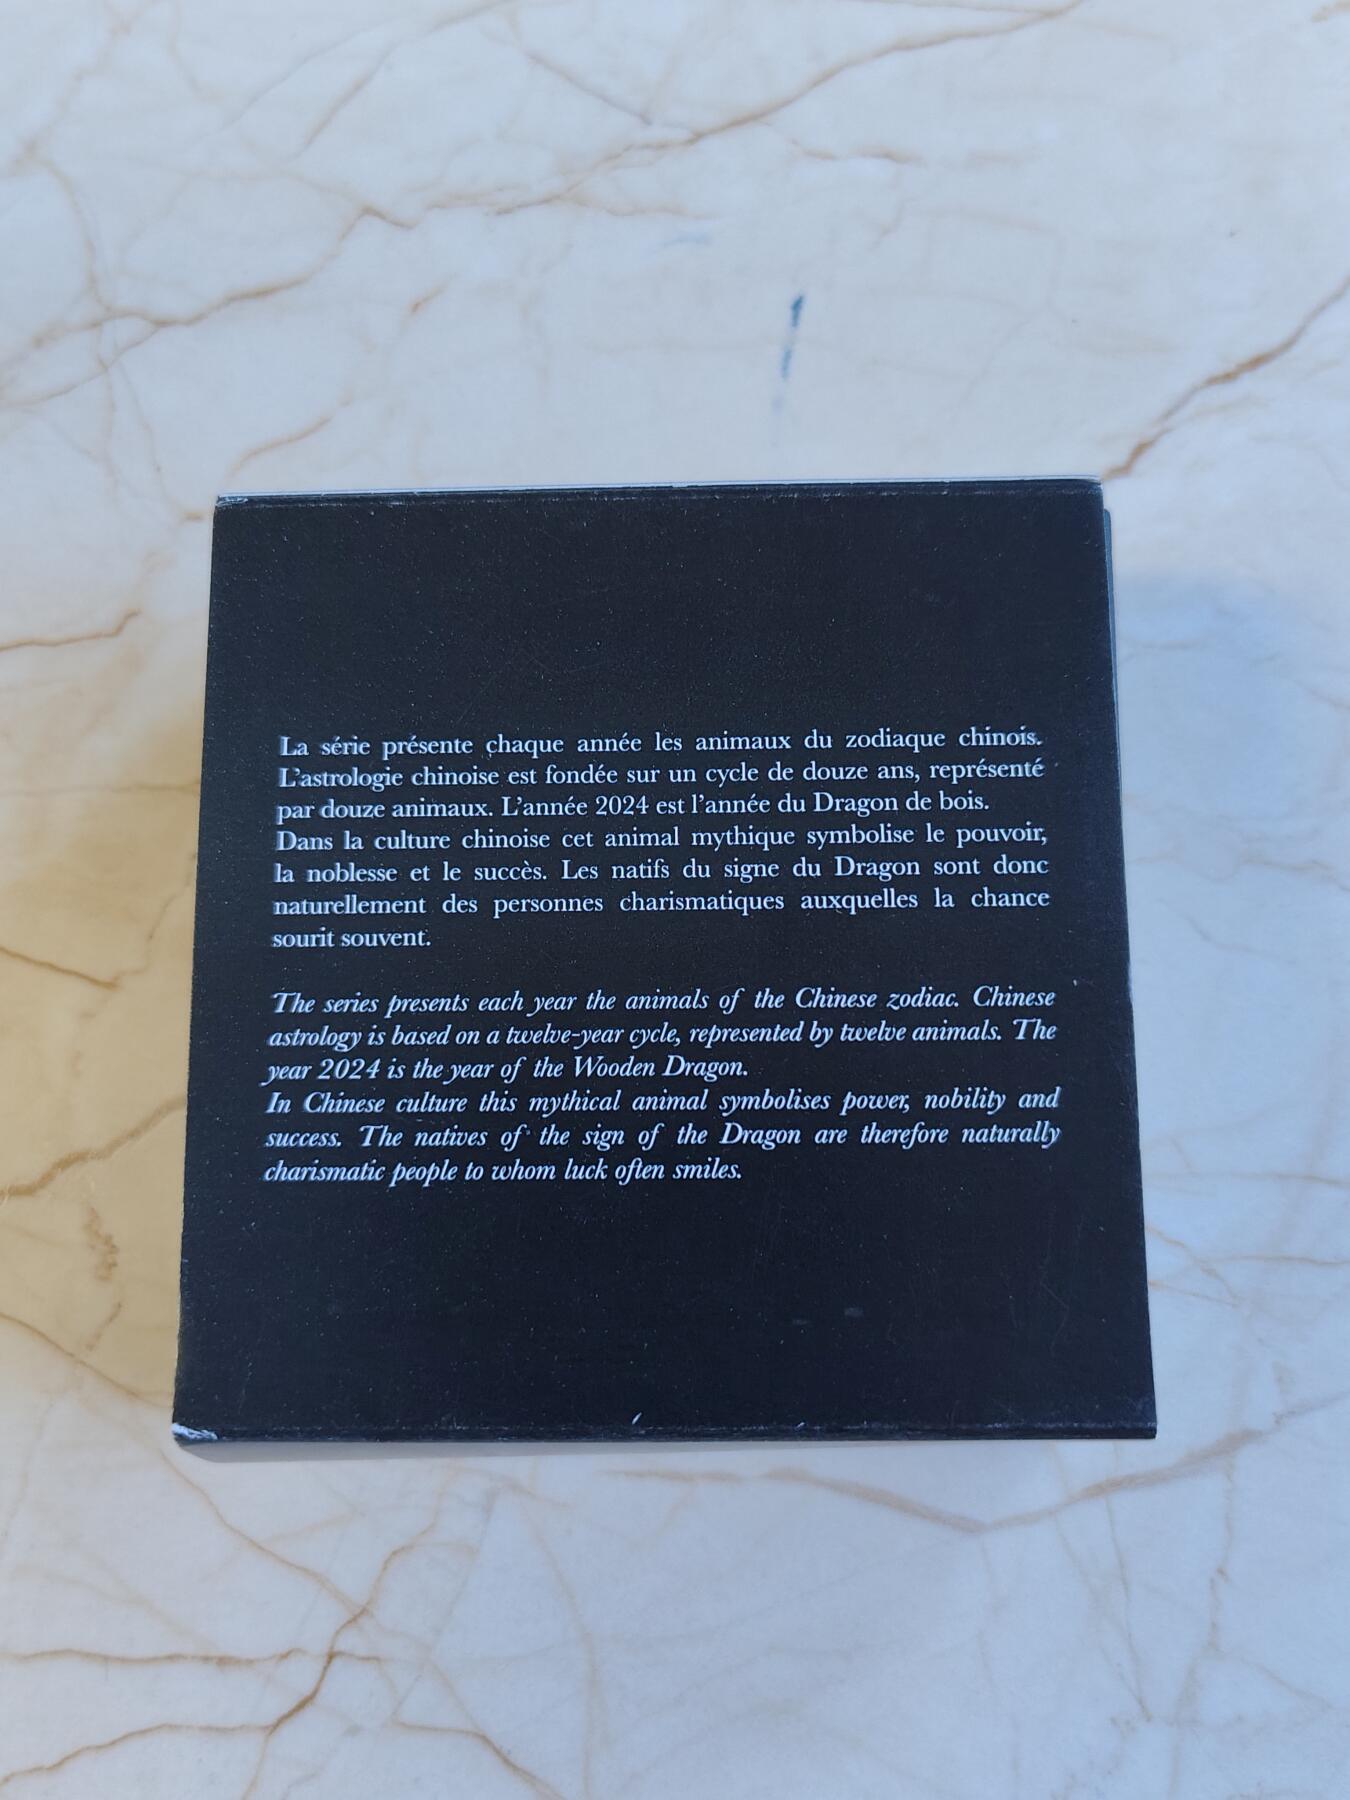 La série présente chaque année les animaux du zodiaque chinois.
L'astrologie chinoise est fondée sur un cycle de douze ans, représenté
par douze animaux. L'année 2024 est l'année du Dragon de bois.
Dans la culture chinoise cet animal mythique symbolise le pouvoir,
la noblesse et le succès. Les natifs du signe du Dragon sont donc
naturellement des personnes charismatiques auxquelles la chance
sourit souvent.
The series presents each year the animals of the Chinese zodiac. Chinese
astrology is based on a twelve-year cycle, represented by twelve animals. The
year 2024 is the year of the Wooden Dragon.
In Chinese culture this mythical animal symbolises power, nobility and
success. The natives of the sign of the Dragon are therefore naturally
charismatic people to whom luck often smiles.